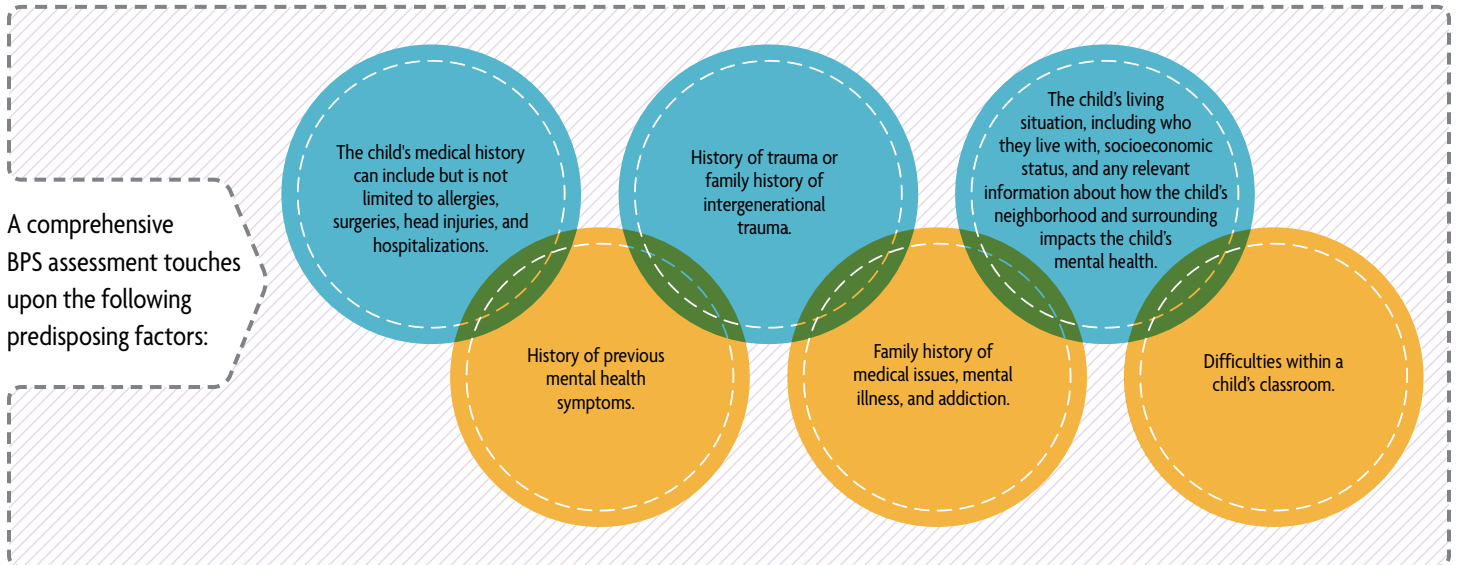 A comprehensive
BPS assessment touches
upon the following
predisposing factors:
The child's medical history
can include but is not
limited to allergies,
surgeries, head injuries, and
hospitalizations.
History of previous
mental health
symptoms.
History of trauma or
family history of
intergenerational
trauma.
Family history of
medical issues, mental
illness, and addiction.
The child’s living
situation, including who
they live with, socioeconomic
status, and any relevant
information about how the child’s
neighborhood and surrounding
impacts the child’s
mental health.
Difficulties within a
child’s classroom.